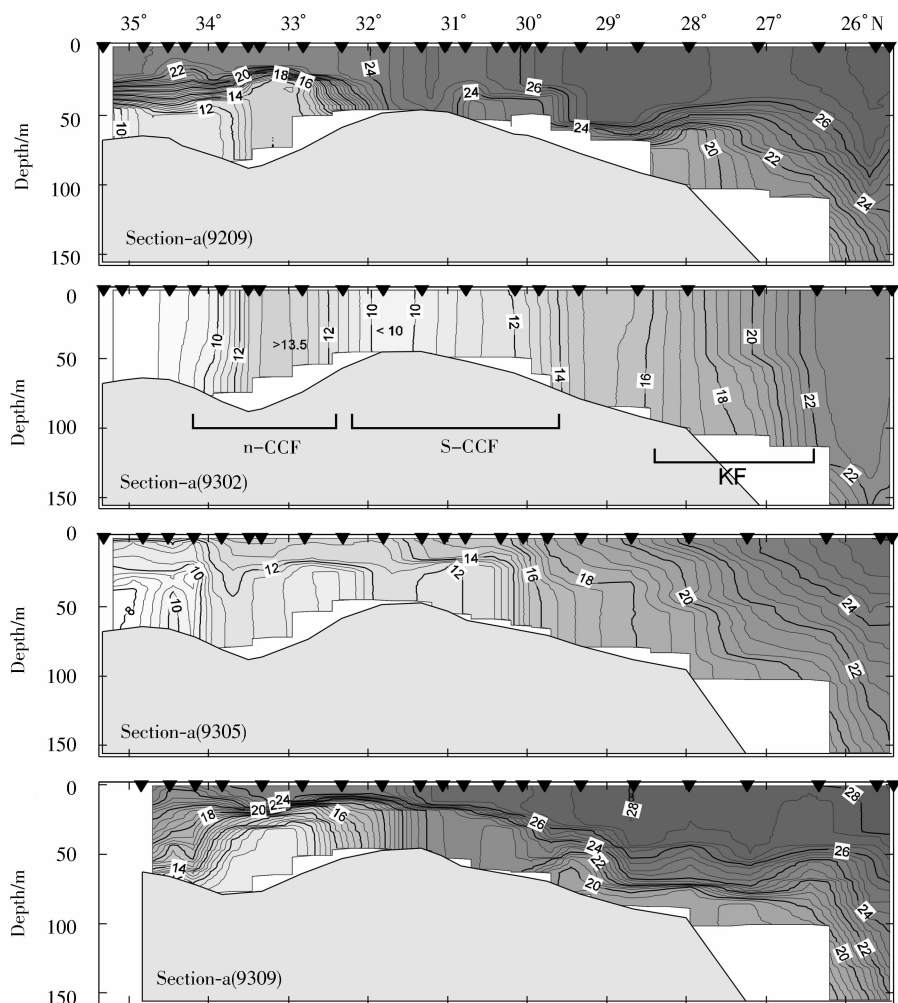 35° 34° 33° 32° 31° 30° 29° 28° 27° 26° N
0
22 20 18 16 24
14 12 10
24 26 24
26 20 22 24
50
100
150
Depth/m
Section-a(9209)
0
10 12 12 10 10 12 14 16 18 20 22
>13.5 < 10
50
100
n-CCF S-CCF KF
22
150
Depth/m
Section-a(9302)
0
10 12 14 16 18
8 10 12 20 24
22
50
100
150
Depth/m
Section-a(9305)
0
18 20 24 16 26 28 28
14 24 22 20 26
24 20 22
50
100
150
Depth/m
Section-a(9309)